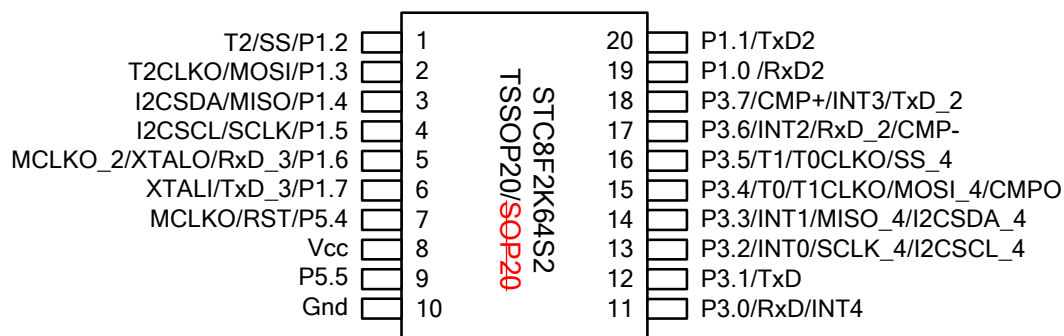 T2/SS/P1.2 1 20 P1.1/TxD2
T2CLKO/MOSI/P1.3 2 19 P1.0 /RxD2
I2CSDA/MISO/P1.4 3 18 P3.7/CMP+/INT3/TxD_2
I2CSCL/SCLK/P1.5 4 17 P3.6/INT2/RxD_2/CMP-
MCLKO_2/XTALO/RxD_3/P1.6 5 16 P3.5/T1/T0CLKO/SS_4
XTALI/TxD_3/P1.7 6 15 P3.4/T0/T1CLKO/MOSI_4/CMPO
MCLKO/RST/P5.4 7 14 P3.3/INT1/MISO_4/I2CSDA_4
Vcc 8 13 P3.2/INT0/SCLK_4/I2CSCL_4
P5.5 9 12 P3.1/TxD
Gnd 10 11 P3.0/RxD/INT4
STC8F2K64S2
TSSOP20/SOP20